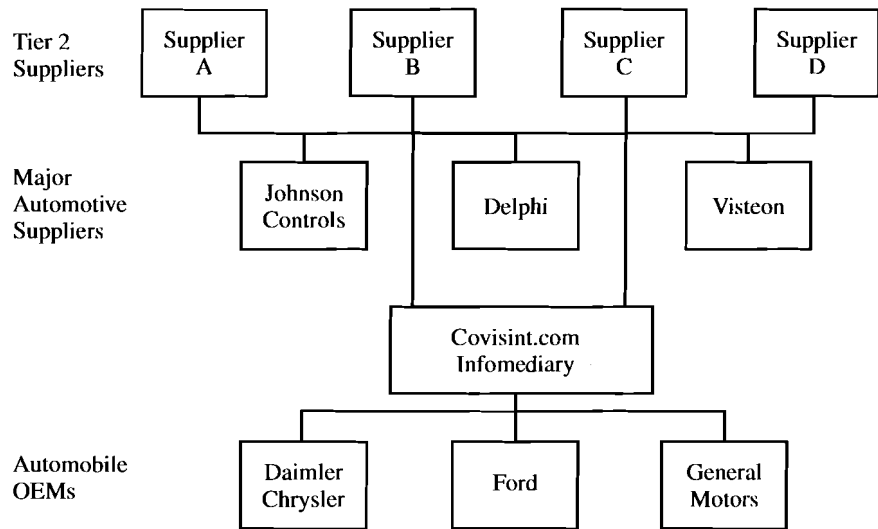 Tier 2
Suppliers
Supplier
A
Supplier
B
Supplier
C
Supplier
D
Major
Automotive
Suppliers
Johnson
Controls
Delphi
Visteon
Covisint.com
Infomediary
Automobile
OEMs
Daimler
Chrysler
Ford
General
Motors